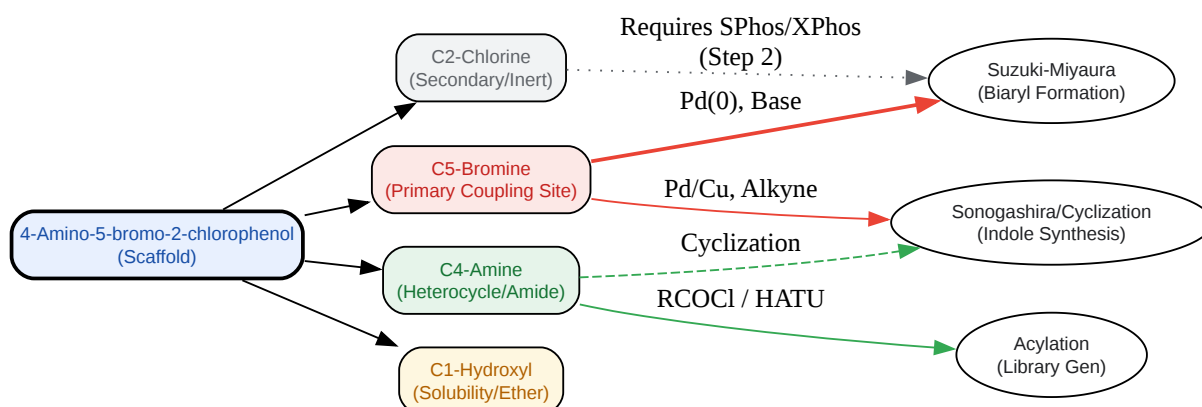 Requires SPhos/XPhos
(Step 2)
C2-Chlorine
(Secondary/Inert)
Suzuki-Miyaura
(Biaryl Formation)
Pd(0), Base
C5-Bromine
(Primary Coupling Site)
Pd/Cu, Alkyne
4-Amino-5-bromo-2-chlorophenol
(Scaffold)
Sonogashira/Cyclization
(Indole Synthesis)
Cyclization
C4-Amine
(Heterocycle/Amide)
RCOCl / HATU
Acylation
(Library Gen)
C1-Hydroxyl
(Solubility/Ether)